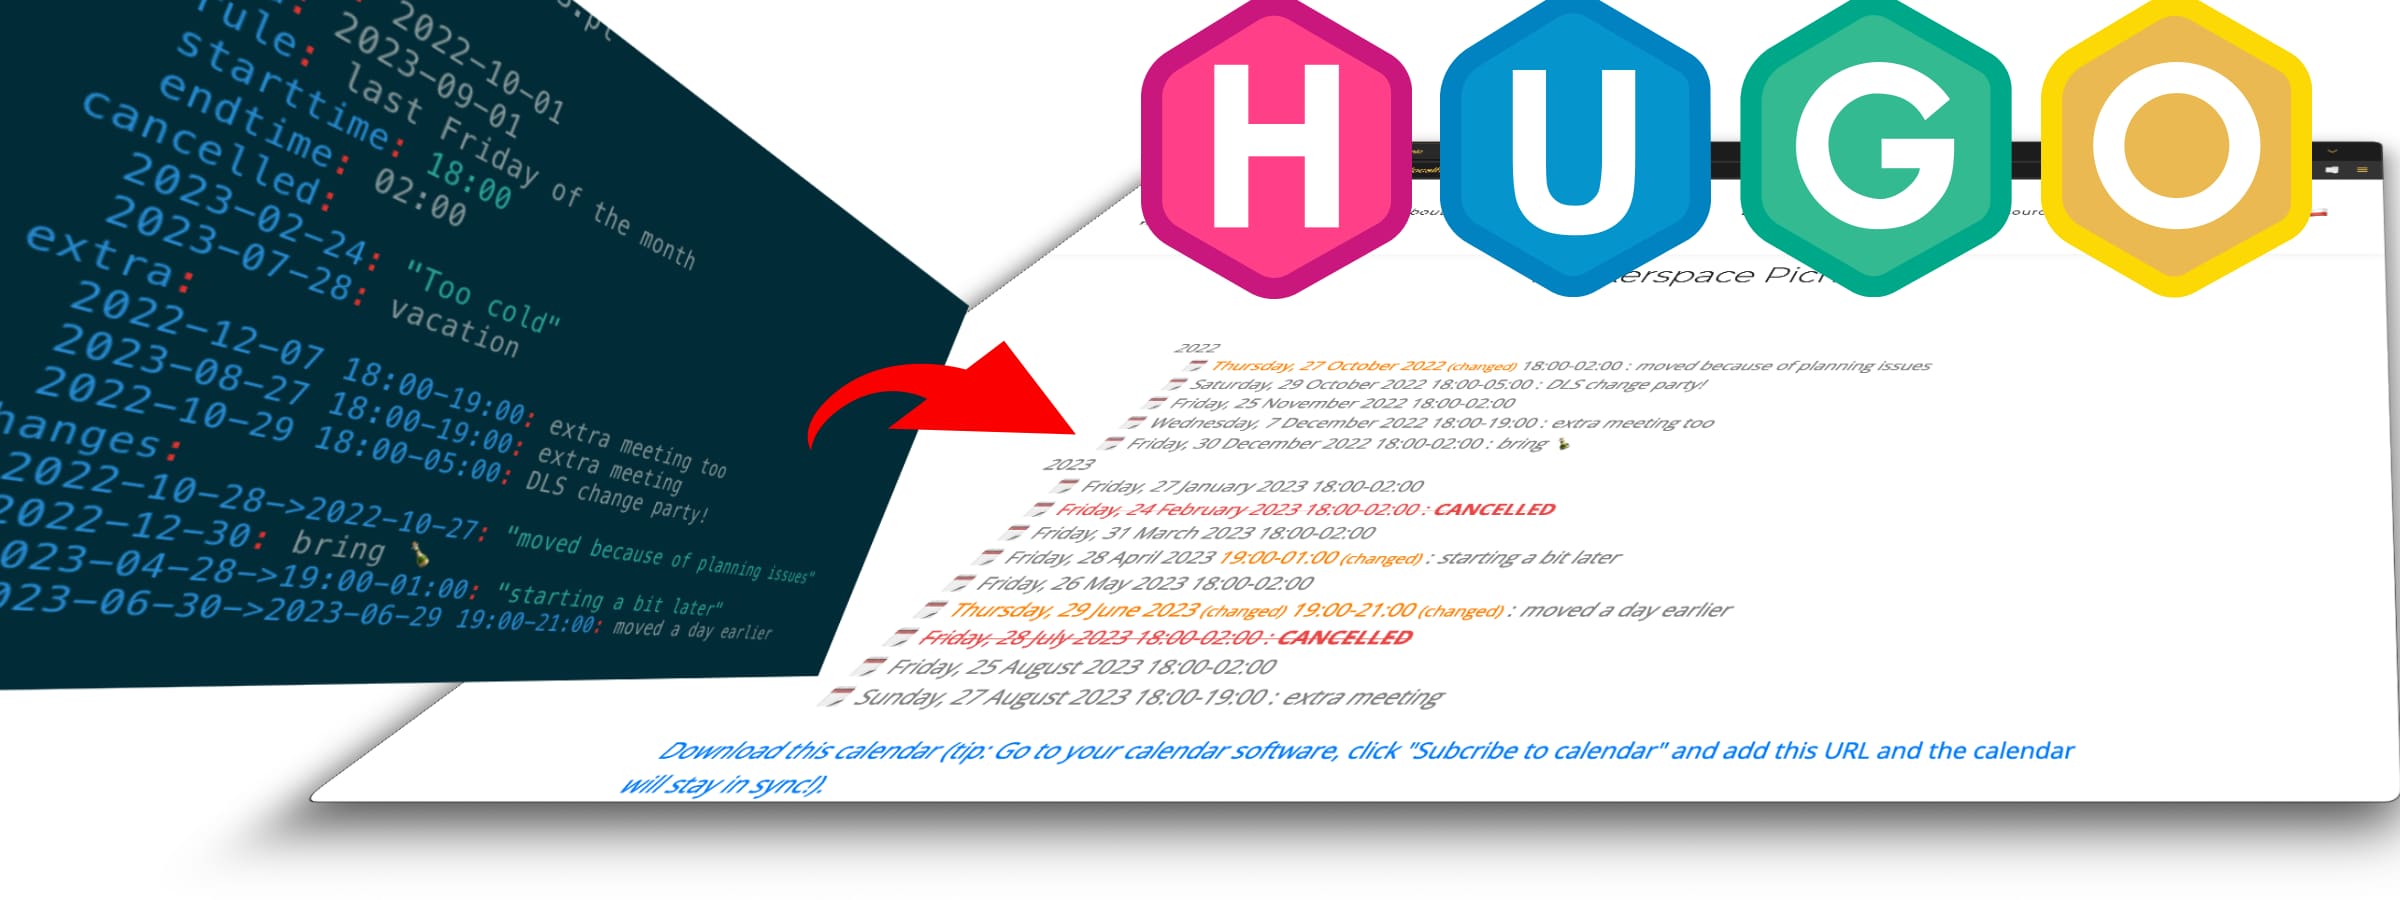 s.pl
2022-10-01
2023-09-01
rule: last Friday of the month
starttime: 18:00
endtime: 02:00
cancelled:
2023-02-24: "Too cold"
2023-07-28: vacation
extra:
2022-12-07 18:00-19:00: extra meeting too
2023-08-27 18:00-19:00: extra meeting
2022-10-29 18:00-05:00: DLS change party!
hanges:
2022-10-28->2022-10-27: "moved because of planning issues"
2022-12-30: bring 🍾
023-04-28->19:00-01:00: "starting a bit later"
023-06-30->2023-06-29 19:00-21:00: moved a day earlier
HUGO
erspace Pic
2022
Thursday, 27 October 2022 (changed) 18:00-02:00 : moved because of planning issues
Saturday, 29 October 2022 18:00-05:00 : DLS change party!
Friday, 25 November 2022 18:00-02:00
Wednesday, 7 December 2022 18:00-19:00 : extra meeting too
Friday, 30 December 2022 18:00-02:00 : bring 🍾
2023
Friday, 27 January 2023 18:00-02:00
Friday, 24 February 2023 18:00-02:00 : CANCELLED
Friday, 31 March 2023 18:00-02:00
Friday, 28 April 2023 19:00-01:00 (changed) : starting a bit later
Friday, 26 May 2023 18:00-02:00
Thursday, 29 June 2023 (changed) 19:00-21:00 (changed) : moved a day earlier
Friday, 28 July 2023 18:00-02:00 : CANCELLED
Friday, 25 August 2023 18:00-02:00
Sunday, 27 August 2023 18:00-19:00 : extra meeting
Download this calendar (tip: Go to your calendar software, click "Subcribe to calendar" and add this URL and the calendar
will stay in sync!).